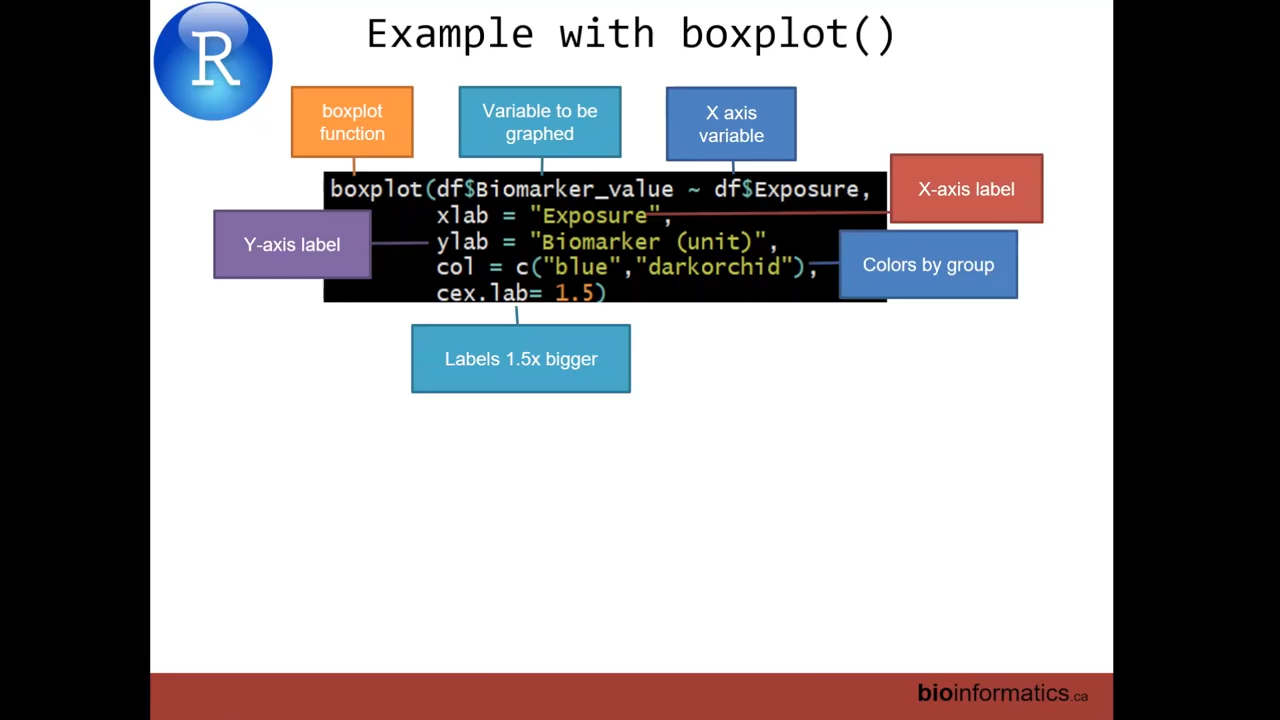 R
Example with boxplot()
boxplot
function
Variable to be
graphed
X axis
variable
X-axis label
Y-axis label
boxplot(df$Biomarker_value ~ df$Exposure,
xlab = "Exposure",
ylab = "Biomarker (unit)",
col = c("blue","darkorchid"),
cex.lab= 1.5)
Colors by group
Labels 1.5x bigger
bioinformatics.ca